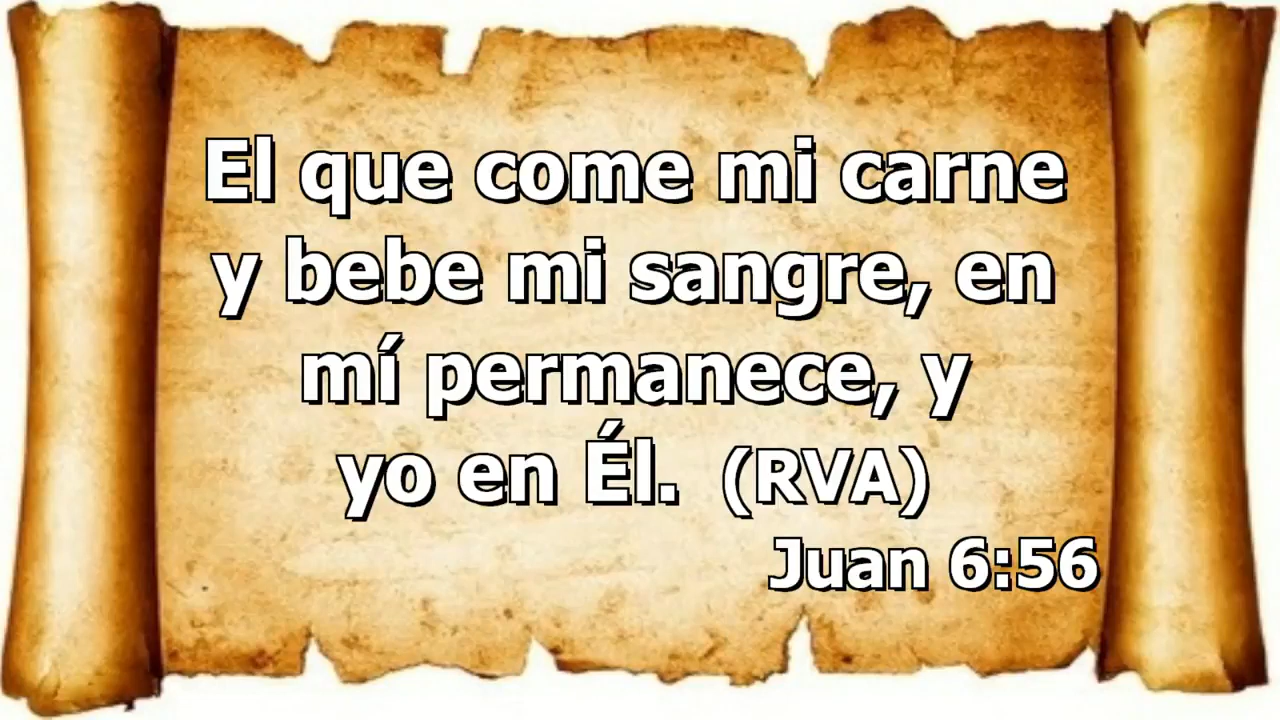 El que come mi carne
y bebe mi sangre, en
mí permanece, y
yo en Él. (RVA)
Juan 6:56